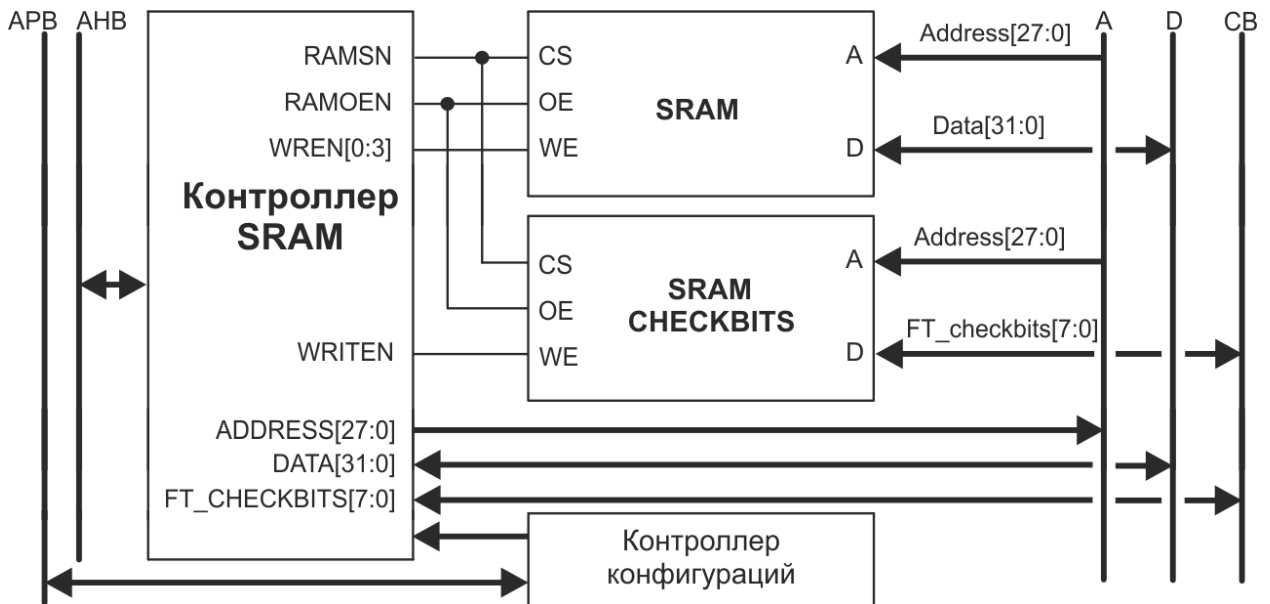 APB AHB A D CB
RAMSN CS A Address[27:0]
RAMOEN OE SRAM
WREN[0:3] WE D Data[31:0]
Контроллер
SRAM
CS A Address[27:0]
SRAM
OE CHECKBITS
WRITEN WE D FT_checkbits[7:0]
ADDRESS[27:0]
DATA[31:0]
FT_CHECKBITS[7:0]
Контроллер
конфигураций